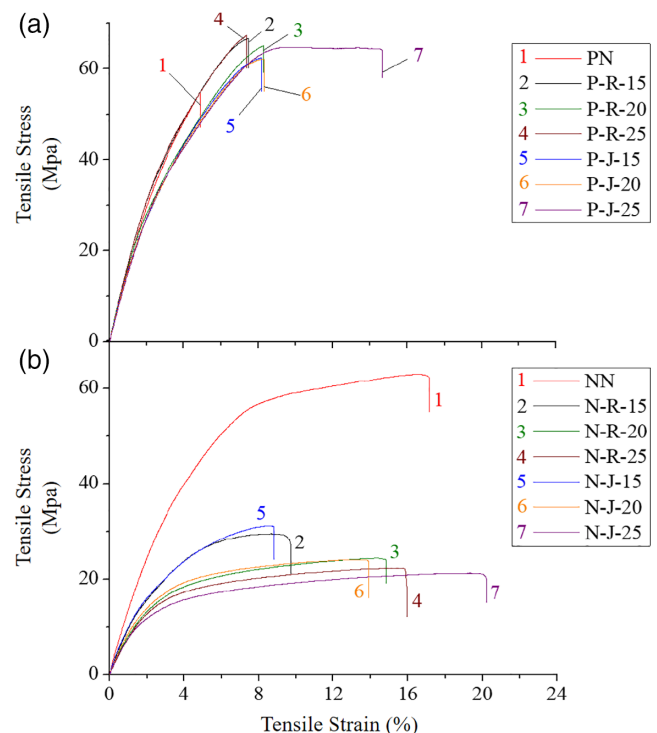 (a)
Tensile Stress
(Mpa)
60
40
20
0
4
2
3
1
7
5
6
1 PN
2 P-R-15
3 P-R-20
4 P-R-25
5 P-J-15
6 P-J-20
7 P-J-25
(b)
Tensile Stress
(Mpa)
60
40
20
0
1
5
2
3
6
4
7
1 NN
2 N-R-15
3 N-R-20
4 N-R-25
5 N-J-15
6 N-J-20
7 N-J-25
0 4 8 12 16 20 24
Tensile Strain (%)